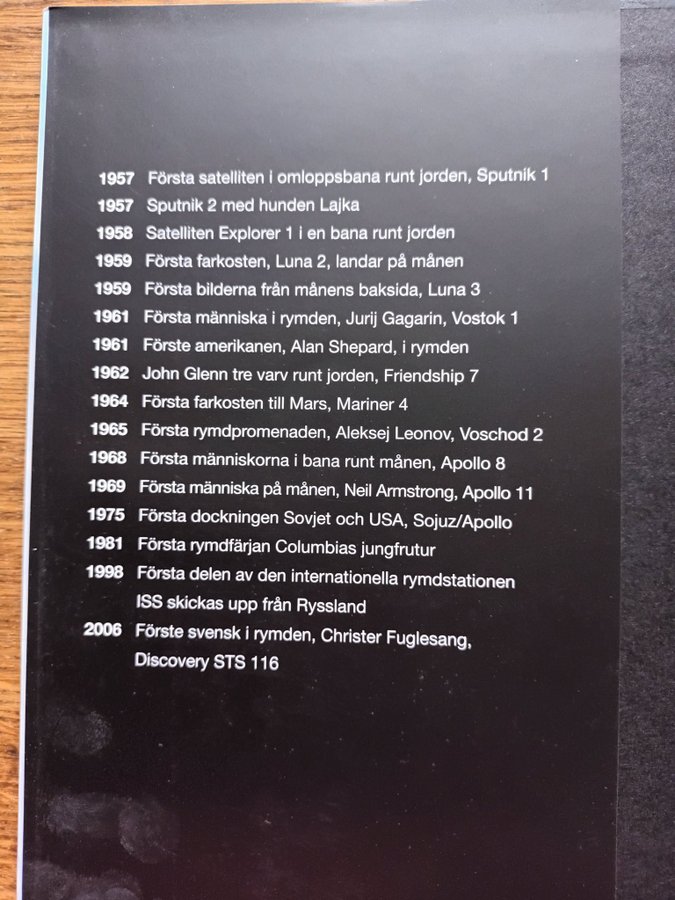 1957 Första satelliten i omloppsbana runt jorden, Sputnik 1
1957 Sputnik 2 med hunden Lajka
1958 Satelliten Explorer 1 i en bana runt jorden
1959 Första farkosten, Luna 2, landar på månen
1959 Första bilderna från månens baksida, Luna 3
1961 Första människa i rymden, Jurij Gagarin, Vostok 1
1961 Förste amerikanen, Alan Shepard, i rymden
1962 John Glenn tre varv runt jorden, Friendship 7
1964 Första farkosten till Mars, Mariner 4
1965 Första rymdpromenaden, Aleksej Leonov, Voschod 2
1968 Första människorna i bana runt månen, Apollo 8
1969 Första människa på månen, Neil Armstrong, Apollo 11
1975 Första dockningen Sovjet och USA, Sojuz/Apollo
1981 Första rymdfärjan Columbias jungfrutur
1998 Första delen av den internationella rymdstationen
ISS skickas upp från Ryssland
2006 Förste svensk i rymden, Christer Fuglesang,
Discovery STS 116